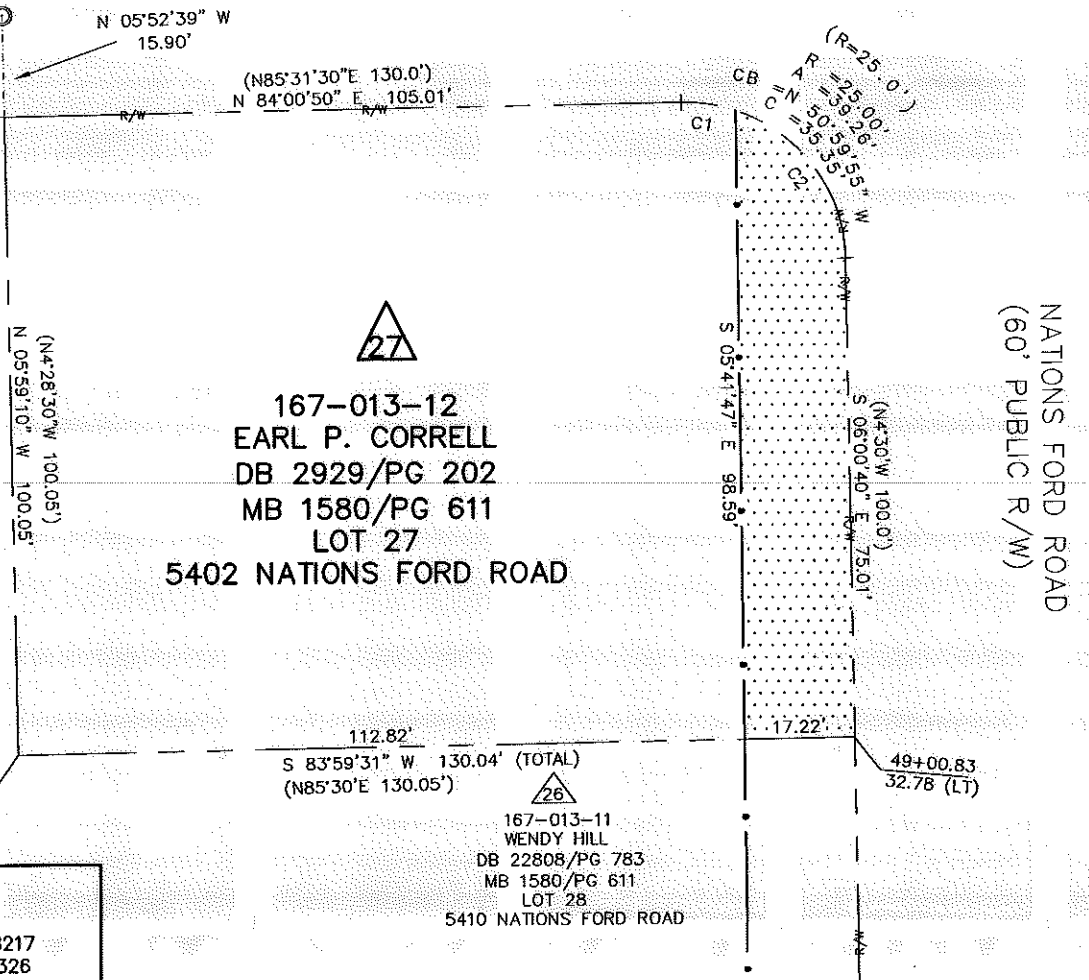 N 05°52'39" W
15.90'
(N85°31'30"E 130.0')
N 84°00'50" E 105.01'
R/W
R/W
C1
(R=25.0')
R =25.00'
A =39.26'
CB =N 50°59'55" W
C =35.35'
C2
R/W
R/W
NATIONS FORD ROAD
(60' PUBLIC R/W)
(N4°28'30"W 100.05')
N 05°59'10" W 100.05'
27
167-013-12
EARL P. CORRELL
DB 2929/PG 202
MB 1580/PG 611
LOT 27
5402 NATIONS FORD ROAD
S 05°41'47" E 98.59'
(N4°30'W 100.0')
S 06°00'40" E 75.01'
R/W
112.82'
17.22'
S 83°59'31" W 130.04' (TOTAL)
(N85°30'E 130.05')
49+00.83
32.78 (LT)
26
167-013-11
WENDY HILL
DB 22808/PG 783
MB 1580/PG 611
LOT 28
5410 NATIONS FORD ROAD
R/W
3217
326